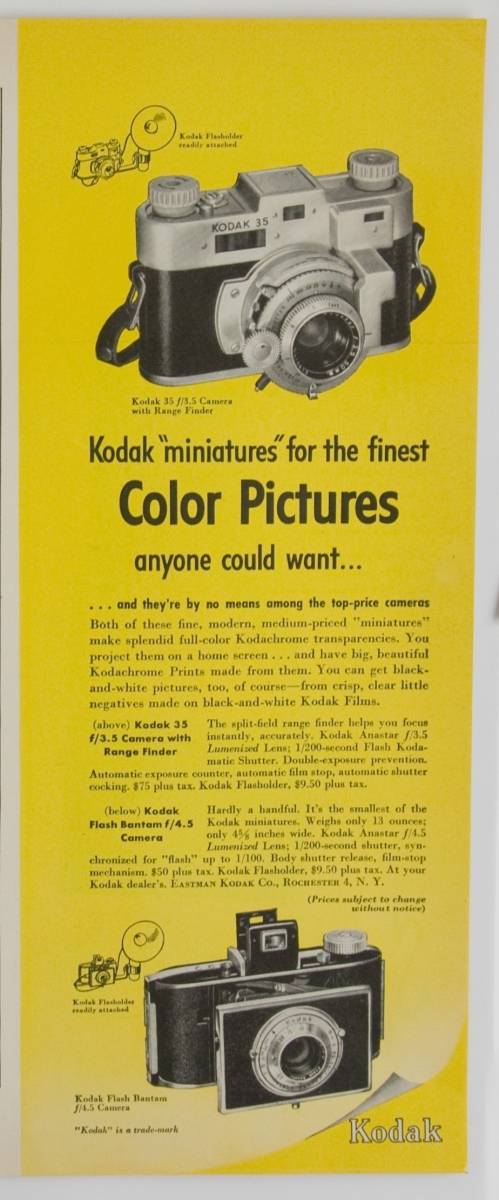 Kodak Flasholder
readily attached
KODAK 35
Kodak 35 f/3.5 Camera
with Range Finder
Kodak "miniatures" for the finest
Color Pictures
anyone could want...
. . . and they're by no means among the top-price cameras
Both of these fine, modern, medium-priced "miniatures"
make splendid full-color Kodachrome transparencies. You
project them on a home screen . . . and have big, beautiful
Kodachrome Prints made from them. You can get black-
and-white pictures, too, of course—from crisp, clear little
negatives made on black-and-white Kodak Films.
(above) Kodak 35
f/3.5 Camera with
Range Finder
The split-field range finder helps you focus
instantly, accurately. Kodak Anastar f/3.5
Lumenized Lens; 1/200-second Flash Koda-
matic Shutter. Double-exposure prevention.
Automatic exposure counter, automatic film stop, automatic shutter
cocking. $75 plus tax. Kodak Flasholder, $9.50 plus tax.
(below) Kodak
Flash Bantam f/4.5
Camera
Hardly a handful. It's the smallest of the
Kodak miniatures. Weighs only 13 ounces;
only 4⅝ inches wide. Kodak Anastar f/4.5
Lumenized Lens; 1/200-second shutter, syn-
chronized for "flash" up to 1/100. Body shutter release, film-stop
mechanism. $50 plus tax. Kodak Flasholder, $9.50 plus tax. At your
Kodak dealer's. EASTMAN KODAK CO., ROCHESTER 4, N. Y.
(Prices subject to change
without notice)
Kodak Flasholder
readily attached
Kodak
Kodak Flash Bantam
f/4.5 Camera
"Kodak" is a trade-mark
Kodak